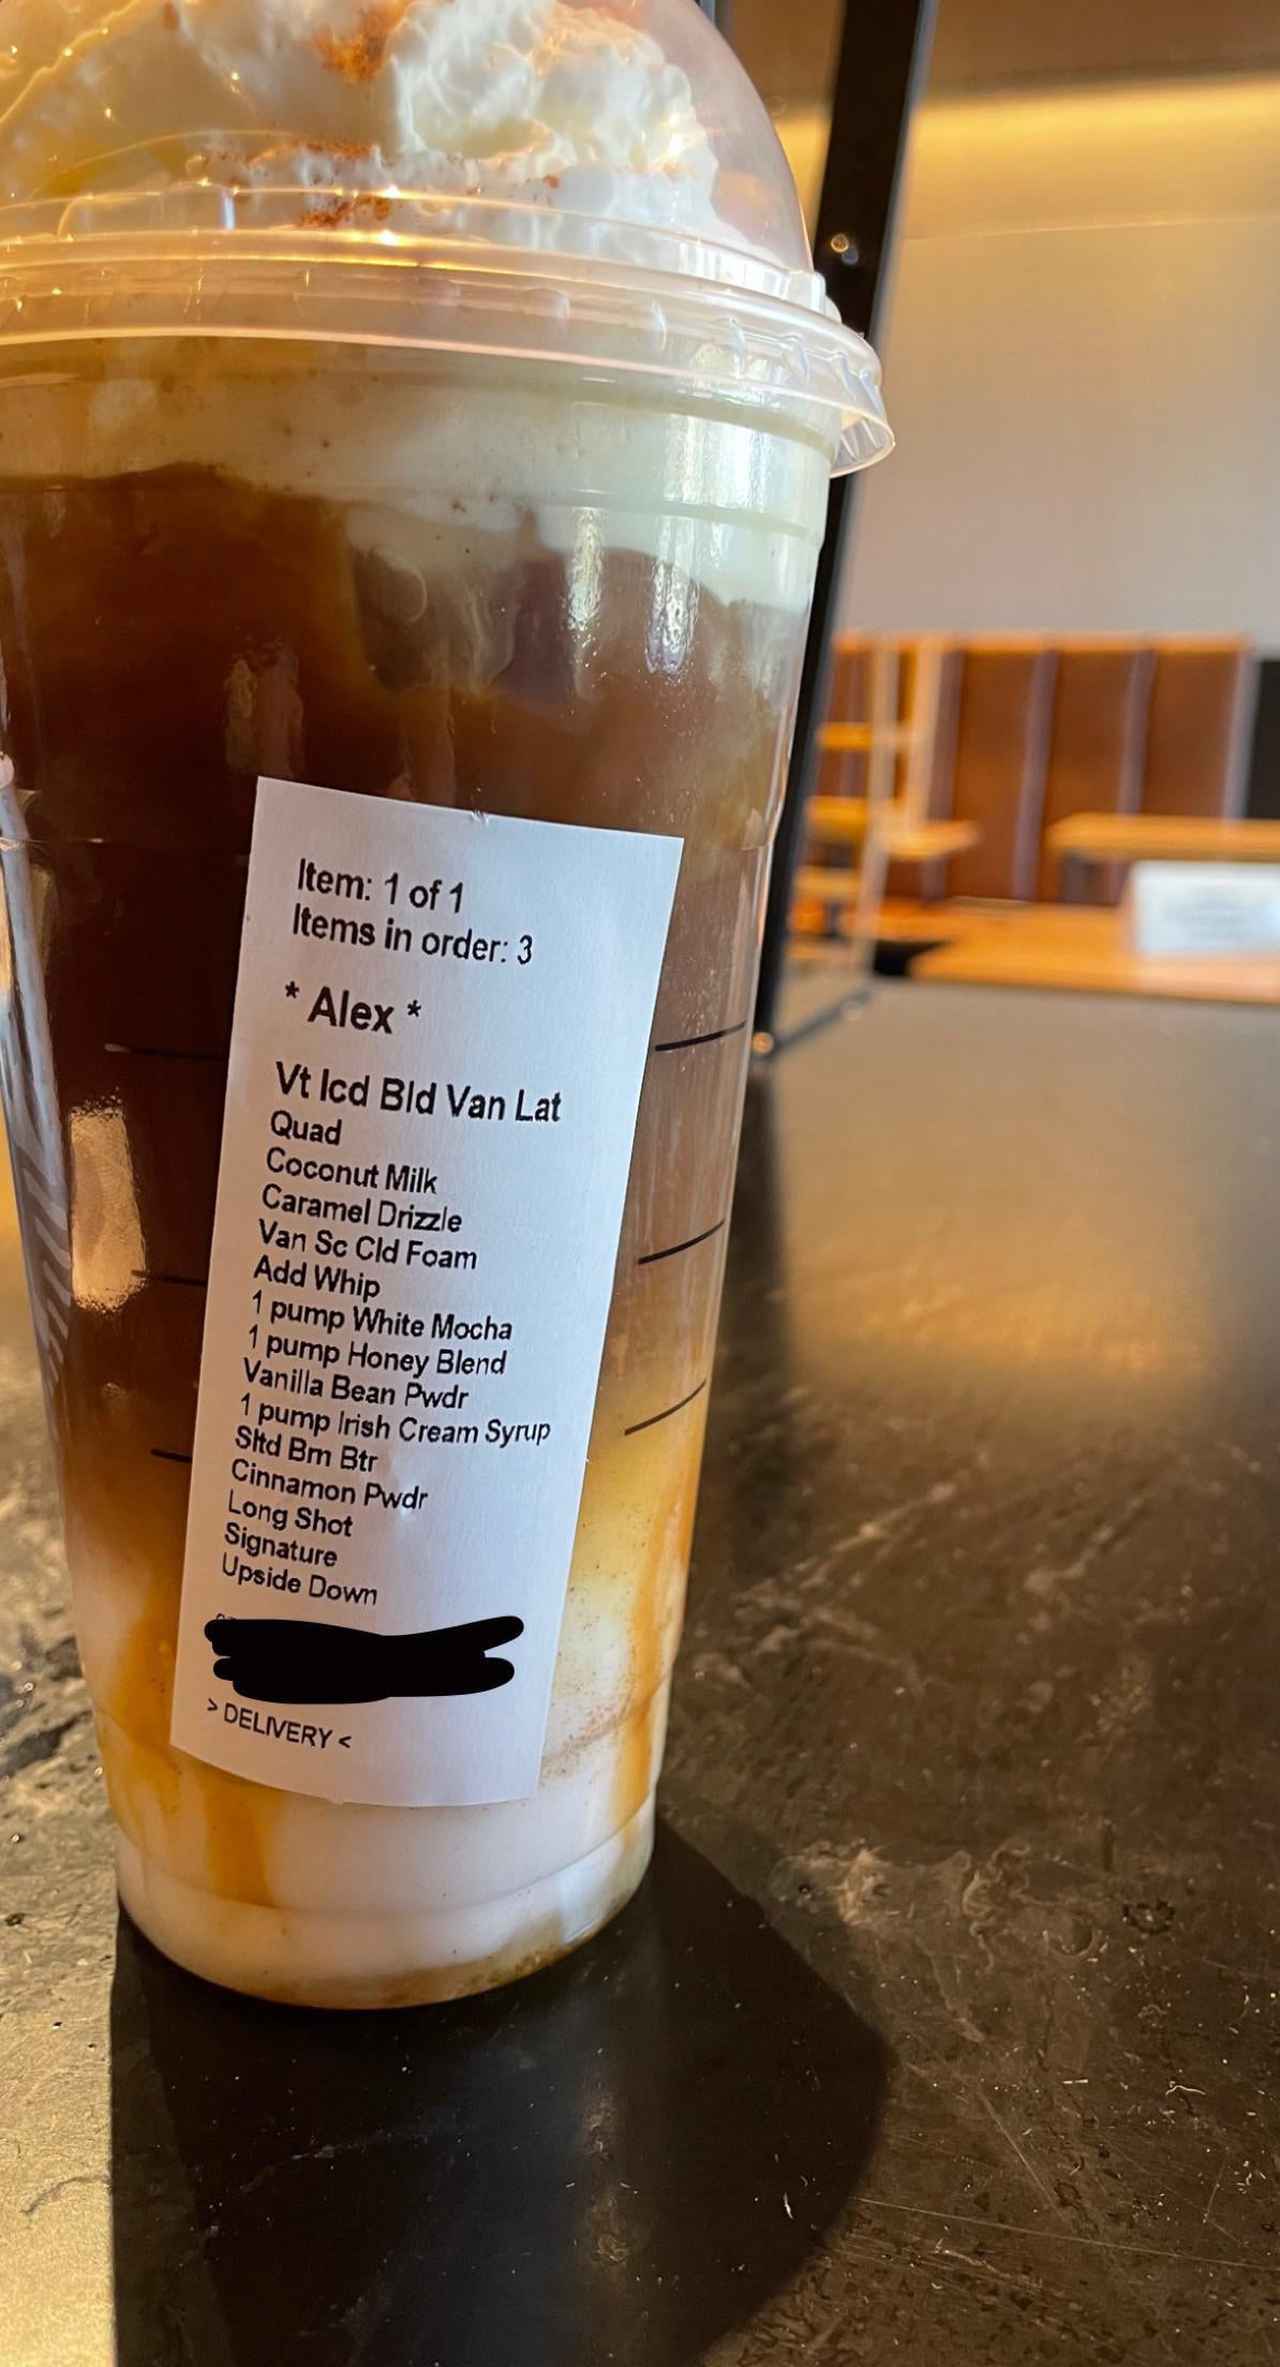 Item: 1 of 1
Items in order: 3
* Alex *
Vt Icd Bld Van Lat
Quad
Coconut Milk
Caramel Drizzle
Van Sc Cld Foam
Add Whip
1 pump White Mocha
1 pump Honey Blend
Vanilla Bean Pwdr
1 pump Irish Cream Syrup
Sltd Brn Btr
Cinnamon Pwdr
Long Shot
Signature
Upside Down
> DELIVERY <